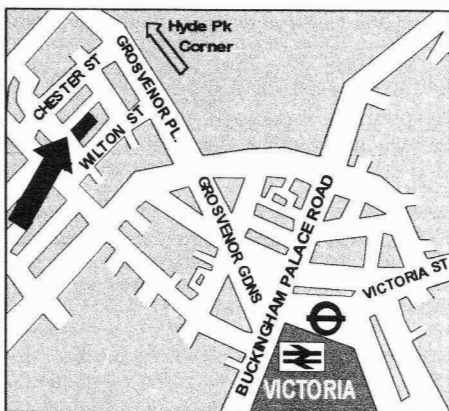 Hyde Pk
Corner
GROSVENOR PL.
CHESTER ST
WILTON ST
GROSVENOR GDNS
BUCKINGHAM PALACE ROAD
VICTORIA ST
VICTORIA